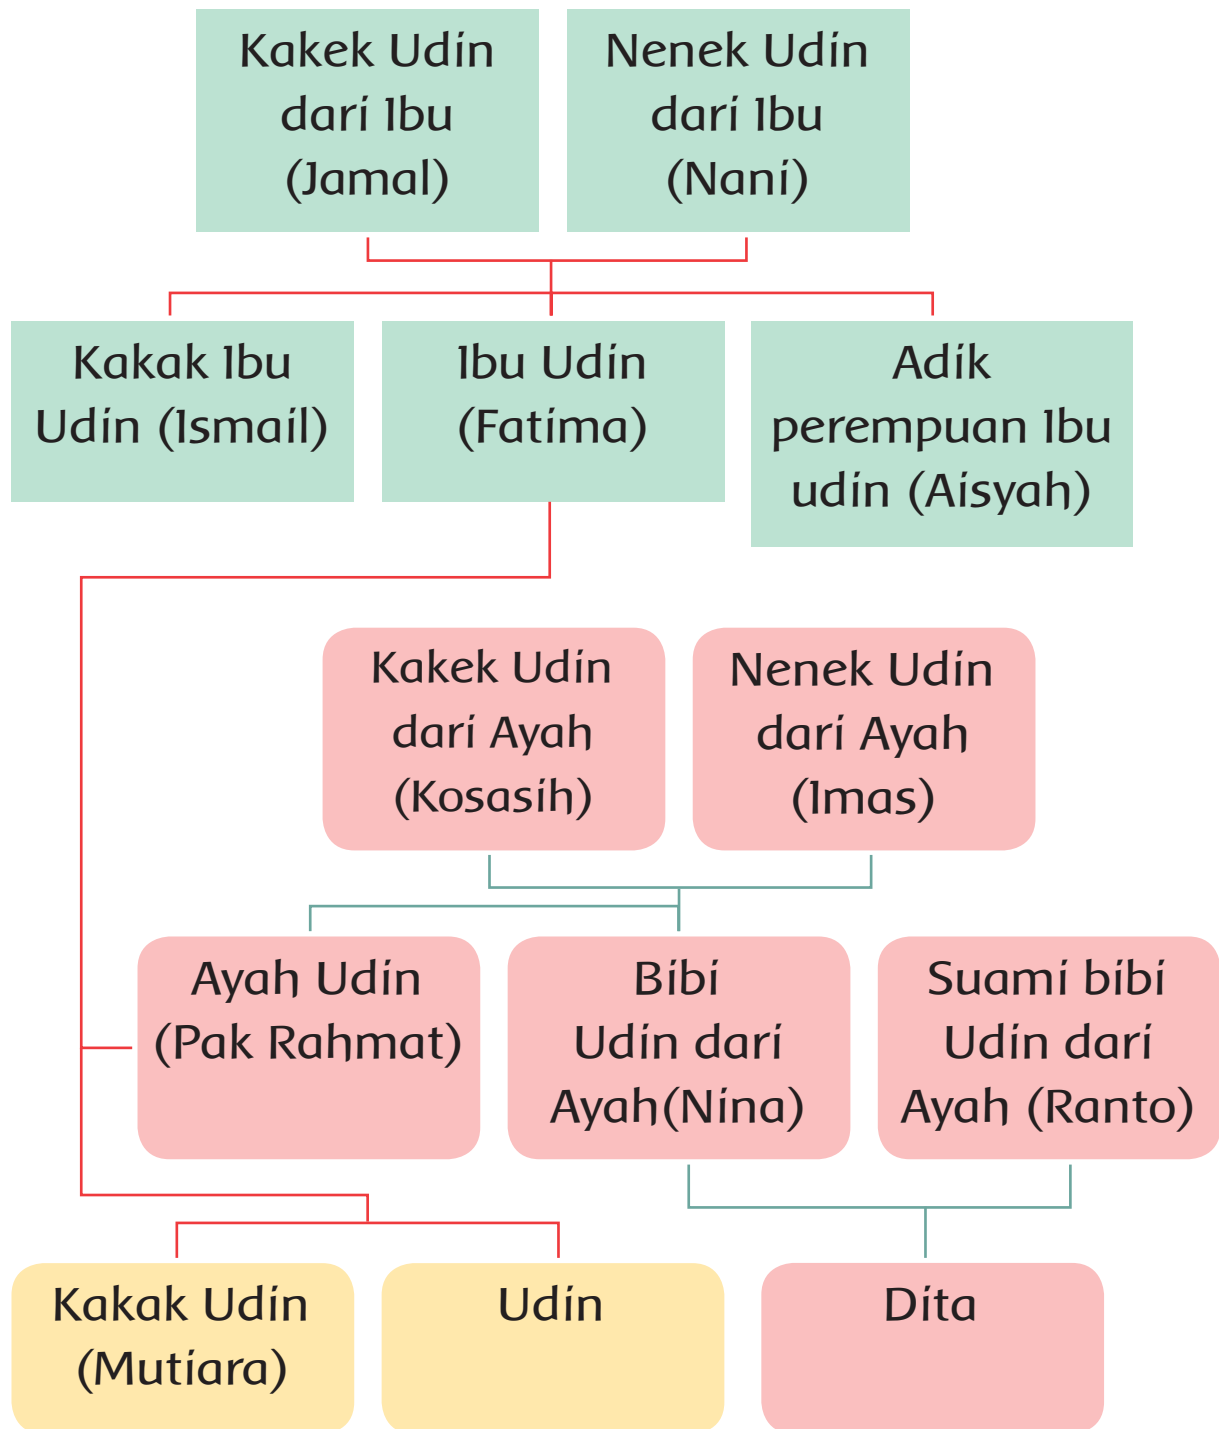 Kakek Udin
dari Ibu
(Jamal)
Nenek Udin
dari Ibu
(Nani)
Kakak Ibu
Udin (Ismail)
Ibu Udin
(Fatima)
Adik
perempuan Ibu
udin (Aisyah)
Kakek Udin
dari Ayah
(Kosasih)
Nenek Udin
dari Ayah
(Imas)
Ayah Udin
(Pak Rahmat)
Bibi
Udin dari
Ayah(Nina)
Suami bibi
Udin dari
Ayah (Ranto)
Kakak Udin
(Mutiara)
Udin
Dita